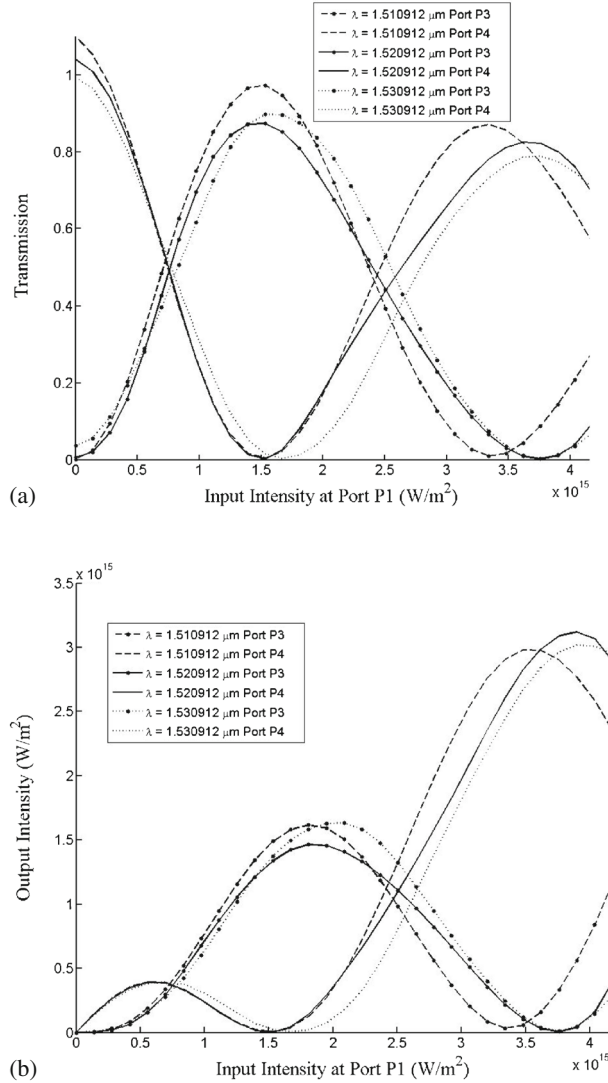 λ = 1.510912 μm Port P3
λ = 1.510912 μm Port P4
λ = 1.520912 μm Port P3
λ = 1.520912 μm Port P4
λ = 1.530912 μm Port P3
λ = 1.530912 μm Port P4
1
0.8
0.6
0.4
0.2
0
Transmission
0 0.5 1 1.5 2 2.5 3 3.5 4
x 10¹⁵
(a)
Input Intensity at Port P1 (W/m²)
x 10¹⁵
3.5
3
2.5
2
1.5
1
0.5
0
Output Intensity (W/m²)
λ = 1.510912 μm Port P3
λ = 1.510912 μm Port P4
λ = 1.520912 μm Port P3
λ = 1.520912 μm Port P4
λ = 1.530912 μm Port P3
λ = 1.530912 μm Port P4
0 0.5 1 1.5 2 2.5 3 3.5 4
(b)
Input Intensity at Port P1 (W/m²)
x 10¹⁵